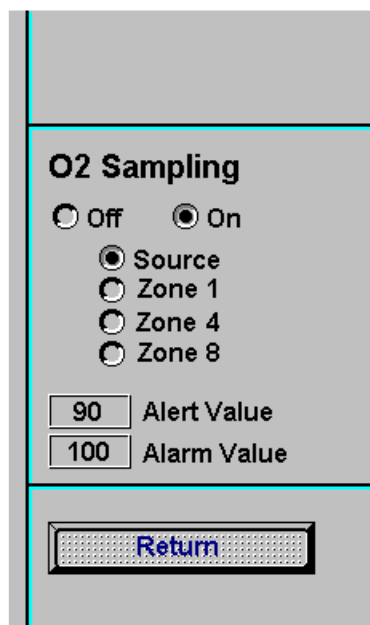 O2 Sampling
Off On
Source
Zone 1
Zone 4
Zone 8
90 Alert Value
100 Alarm Value
Return